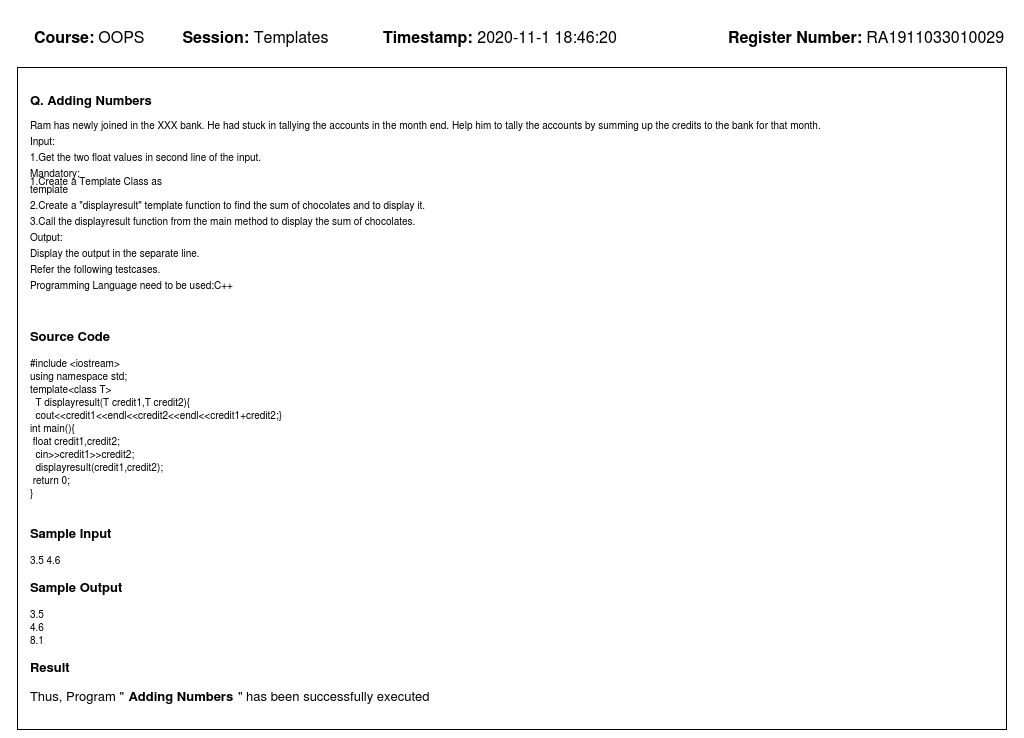 Course: OOPS Session: Templates Timestamp: 2020-11-1 18:46:20 Register Number: RA1911033010029
Q. Adding Numbers
Ram has newly joined in the XXX bank. He had stuck in tallying the accounts in the month end. Help him to tally the accounts by summing up the credits to the bank for that month.
Input:
1.Get the two float values in second line of the input.
Mandatory:
1.Create a Template Class as
template
2.Create a "displayresult" template function to find the sum of chocolates and to display it.
3.Call the displayresult function from the main method to display the sum of chocolates.
Output:
Display the output in the separate line.
Refer the following testcases.
Programming Language need to be used:C++
Source Code
#include <iostream>
using namespace std;
template<class T>
T displayresult(T credit1,T credit2){
cout<<credit1<<endl<<credit2<<endl<<credit1+credit2;}
int main(){
float credit1,credit2;
cin>>credit1>>credit2;
displayresult(credit1,credit2);
return 0;
}
Sample Input
3.5 4.6
Sample Output
3.5
4.6
8.1
Result
Thus, Program " Adding Numbers " has been successfully executed